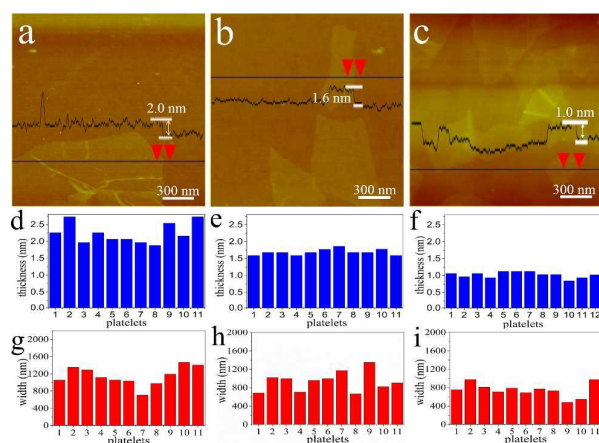 a
2.0 nm
300 nm
b
1.6 nm
300 nm
c
1.0 nm
300 nm
d
thickness (nm)
2.5
2.0
1.5
1.0
0.5
0.0
1 2 3 4 5 6 7 8 9 10 11
platelets
e
thickness (nm)
2.5
2.0
1.5
1.0
0.5
0.0
1 2 3 4 5 6 7 8 9 10 11
platelets
f
thickness (nm)
2.5
2.0
1.5
1.0
0.5
0.0
1 2 3 4 5 6 7 8 9 10 11 12
platelets
g
width (nm)
2000
1600
1200
800
400
0
1 2 3 4 5 6 7 8 9 10 11
platelets
h
width (nm)
2000
1600
1200
800
400
0
1 2 3 4 5 6 7 8 9 10 11
platelets
i
width (nm)
2000
1600
1200
800
400
0
1 2 3 4 5 6 7 8 9 10 11
platelets